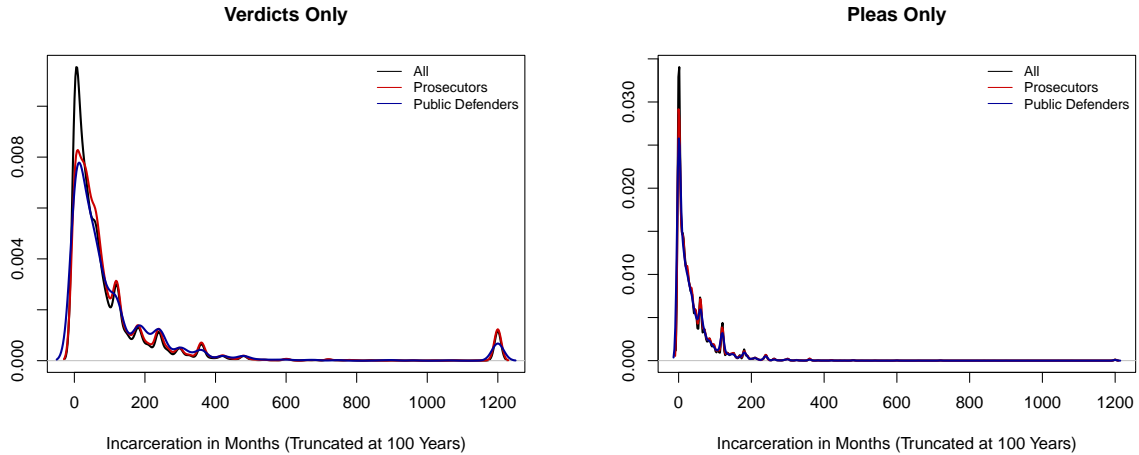 Verdicts Only
All
Prosecutors
Public Defenders
0.000
0.004
0.008
0 200 400 600 800 1000 1200
Incarceration in Months (Truncated at 100 Years)
Pleas Only
All
Prosecutors
Public Defenders
0.000
0.010
0.020
0.030
0 200 400 600 800 1000 1200
Incarceration in Months (Truncated at 100 Years)